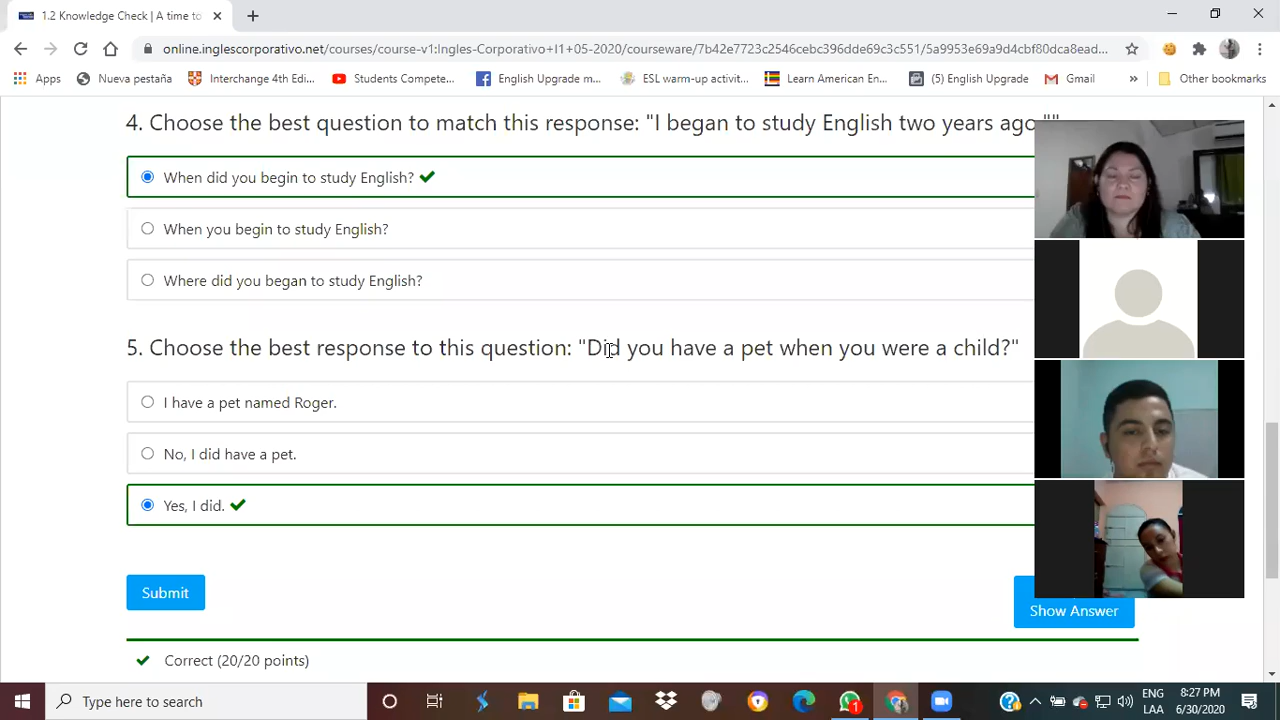 1.2 Knowledge Check | A time to
online.inglescorporativo.net/courses/course-v1:Ingles-Corporativo+I1+05-2020/courseware/7b42e7723c2546cebc396d0de69c3c551/5a9953e69a9d4cbf80dca8ead...
Apps Nueva pestaña Interchange 4th Edi... Students Compete... English Upgrade m... ESL warm-up activit... Learn American En... (5) English Upgrade Gmail » Other bookmarks
4. Choose the best question to match this response: "I began to study English two years ago.""
When did you begin to study English?
When you begin to study English?
Where did you began to study English?
5. Choose the best response to this question: "Did you have a pet when you were a child?"
I have a pet named Roger.
No, I did have a pet.
Yes, I did.
Submit
Show Answer
Correct (20/20 points)
Type here to search
1
ENG
8:27 PM
LAA
6/30/2020